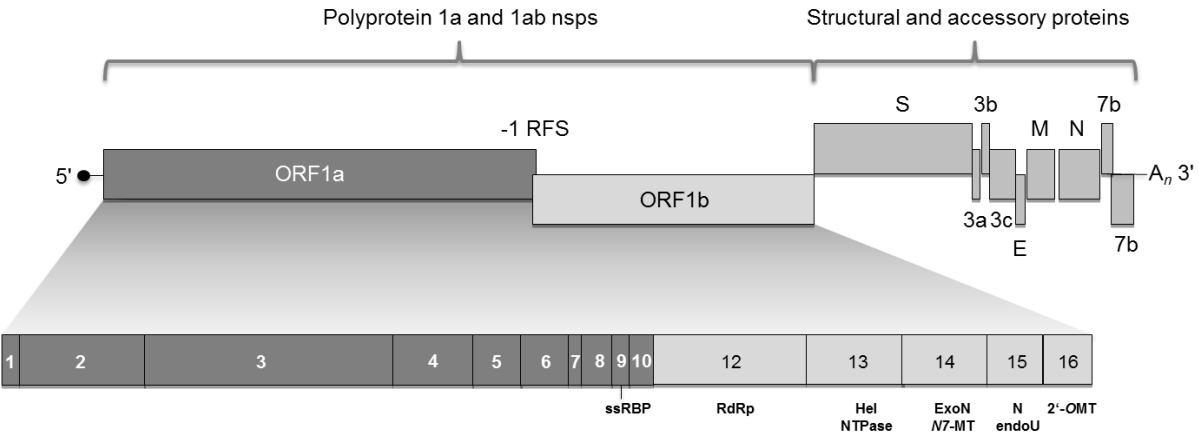 Polyprotein 1a and 1ab nsps
Structural and accessory proteins
S
3b
7b
M
N
-1 RFS
5'
ORF1a
An 3'
ORF1b
3a
3c
E
7b
1
2
3
4
5
6
7
8
9
10
12
13
14
15
16
ssRBP
RdRp
Hel
NTPase
ExoN
N7-MT
N
endoU
2'-OMT